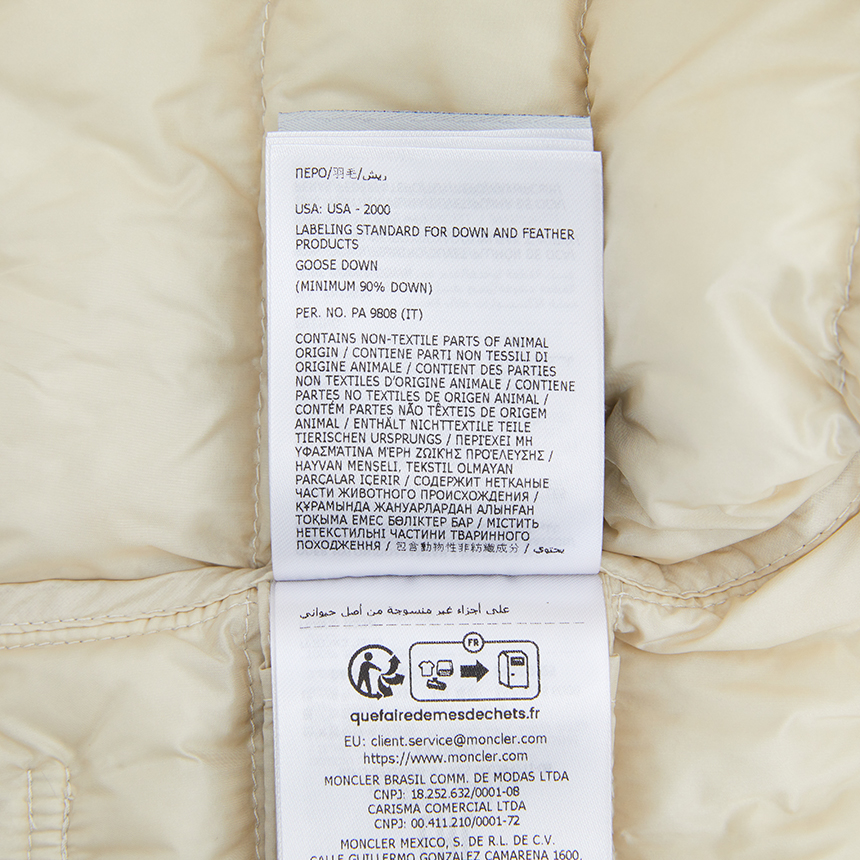 ПЕРО/羽毛/ريش
USA: USA - 2000
LABELING STANDARD FOR DOWN AND FEATHER
PRODUCTS
GOOSE DOWN
(MINIMUM 90% DOWN)
PER. NO. PA 9808 (IT)
CONTAINS NON-TEXTILE PARTS OF ANIMAL
ORIGIN / CONTIENE PARTI NON TESSILI DI
ORIGINE ANIMALE / CONTIENT DES PARTIES
NON TEXTILES D'ORIGINE ANIMALE / CONTIENE
PARTES NO TEXTILES DE ORIGEN ANIMAL /
CONTÉM PARTES NÃO TÊXTEIS DE ORIGEM
ANIMAL / ENTHÄLT NICHTTEXTILE TEILE
TIERISCHEN URSPRUNGS / ΠΕΡΙΕΧΕΙ ΜΗ
ΥΦΑΣΜΆΤΙΝΑ ΜΈΡΗ ΖΩΙΚΉΣ ΠΡΟΈΛΕΥΣΗΣ /
HAYVAN MENSELI, TEKSTIL OLMAYAN
PARÇALAR IÇERIR / СОДЕРЖИТ НЕТКАНЫЕ
ЧАСТИ ЖИВОТНОГО ПРОИСХОЖДЕНИЯ /
ҚҰРАМЫНДА ЖАНУАРЛАРДАН АЛЫНҒАН
ТОҚЫМА ЕМЕС БӨЛІКТЕР БАР / МІСТИТЬ
НЕТЕКСТИЛЬНІ ЧАСТИНИ ТВАРИННОГО
ПОХОДЖЕННЯ / 包含動物性非紡織成分 / يحتوي
على أجزاء غير منسوجة من أصل حيواني
FR
quefairedemesdechets.fr
EU: client.service@moncler.com
https://www.moncler.com
MONCLER BRASIL COMM. DE MODAS LTDA
CNPJ: 18.252.632/0001-08
CARISMA COMERCIAL LTDA
CNPJ: 00.411.210/0001-72
MONCLER MEXICO, S. DE R.L. DE C.V.
CALLE GUILLERMO GONZALEZ CAMARENA 1600,